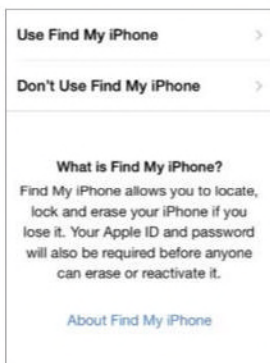 Use Find My iPhone
Don't Use Find My iPhone
What is Find My iPhone?
Find My iPhone allows you to locate,
lock and erase your iPhone if you
lose it. Your Apple ID and password
will also be required before anyone
can erase or reactivate it.
About Find My iPhone